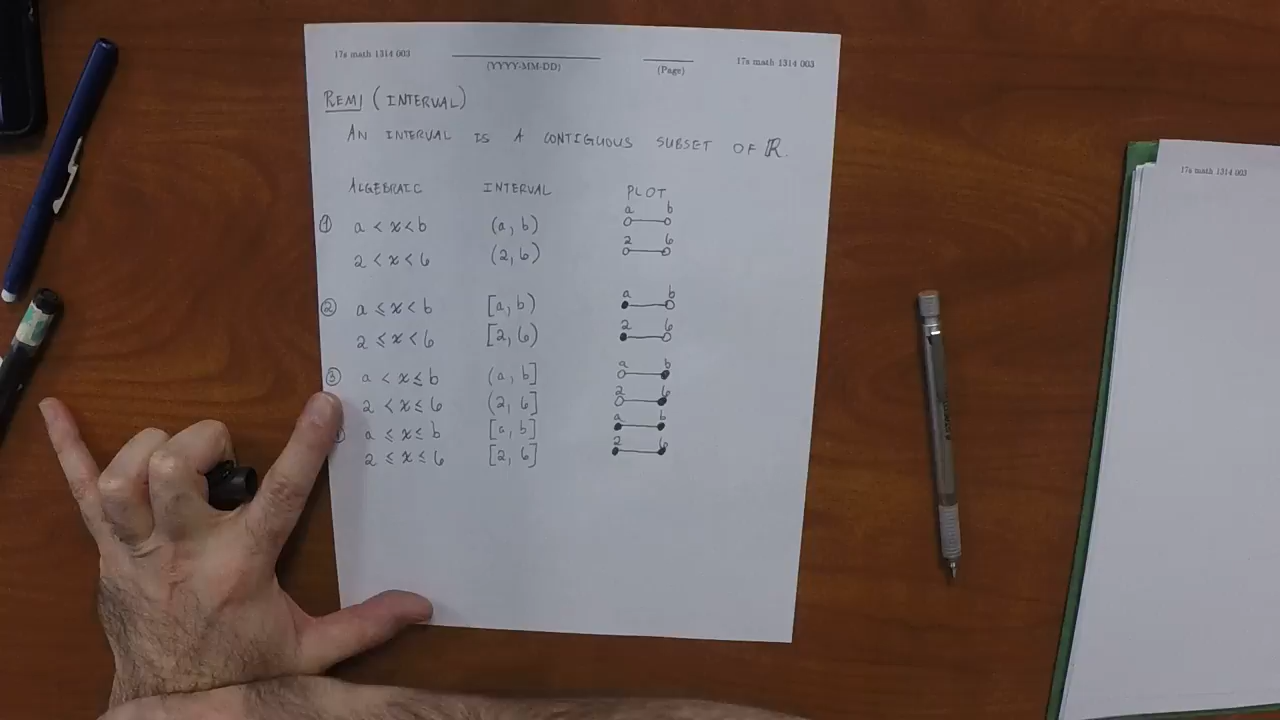 17s math 1314 003
(YYYY-MM-DD)
(Page)
17s math 1314 003
REM| (INTERVAL)
AN INTERVAL IS A CONTIGUOUS SUBSET OF ℝ.
ALGEBRAIC INTERVAL PLOT
a b
① a < x < b (a, b)
2 6
2 < x < 6 (2, 6)
a b
② a ≤ x < b [a, b)
2 6
2 ≤ x < 6 [2, 6)
a b
③ a < x ≤ b (a, b]
2 6
2 < x ≤ 6 (2, 6]
a b
a ≤ x ≤ b [a, b]
2 6
2 ≤ x ≤ 6 [2, 6]
17s math 1314 003